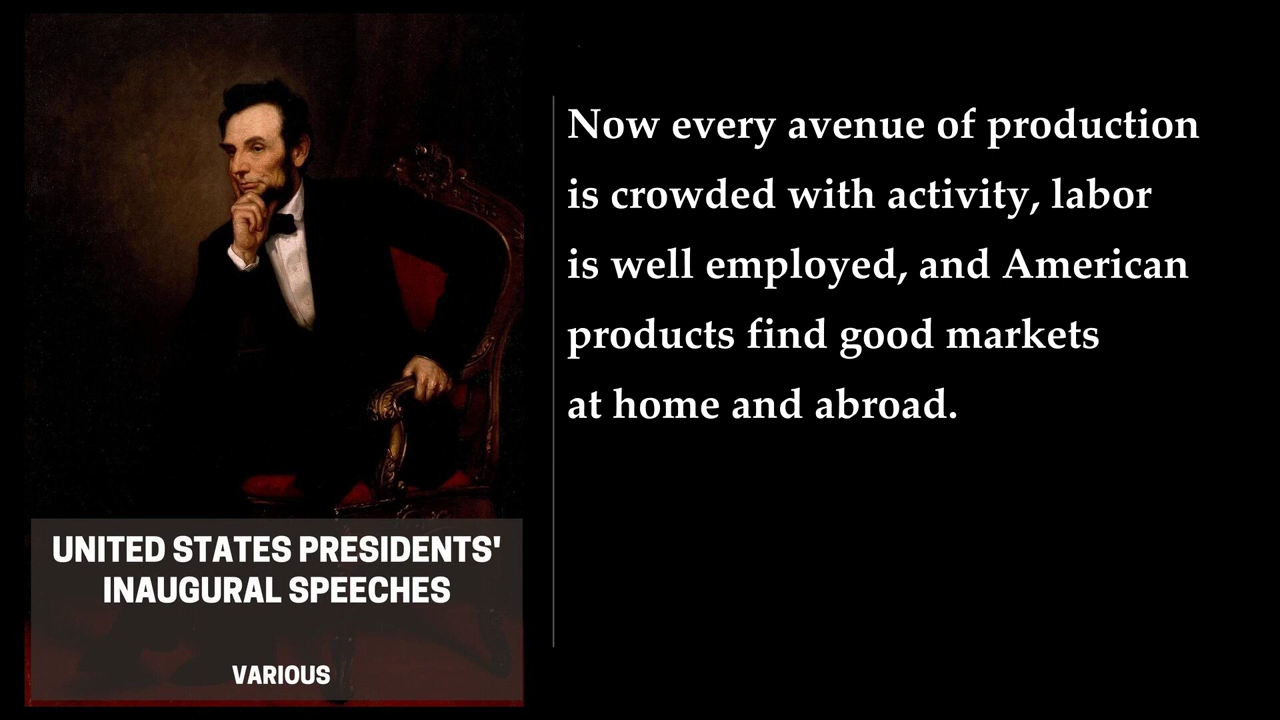 Now every avenue of production
is crowded with activity, labor
is well employed, and American
products find good markets
at home and abroad.
UNITED STATES PRESIDENTS'
INAUGURAL SPEECHES
VARIOUS